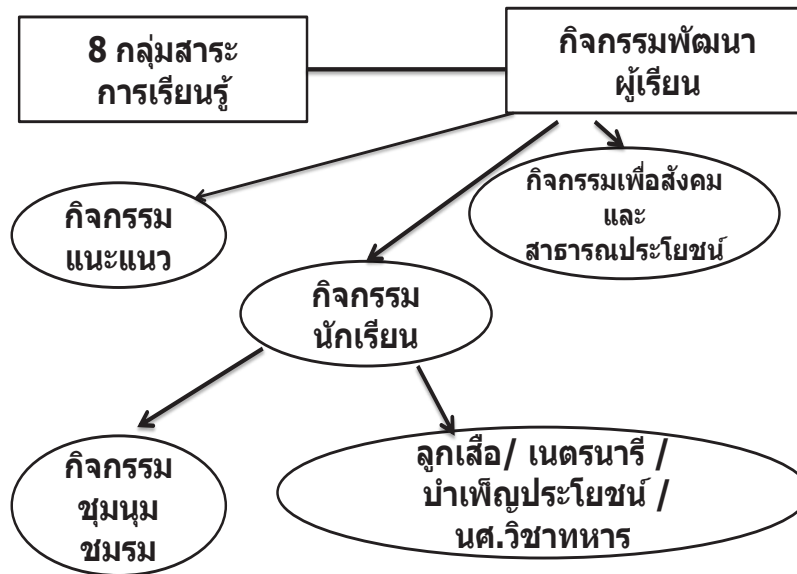 8 กลุ่มสาระ
การเรียนรู้
กิจกรรมพัฒนา
ผู้เรียน
กิจกรรม
แนะแนว
กิจกรรมเพื่อสังคม
และ
สาธารณประโยชน์
กิจกรรม
นักเรียน
กิจกรรม
ชุมนุม
ชมรม
ลูกเสือ/ เนตรนารี /
บำเพ็ญประโยชน์ /
นศ.วิชาทหาร